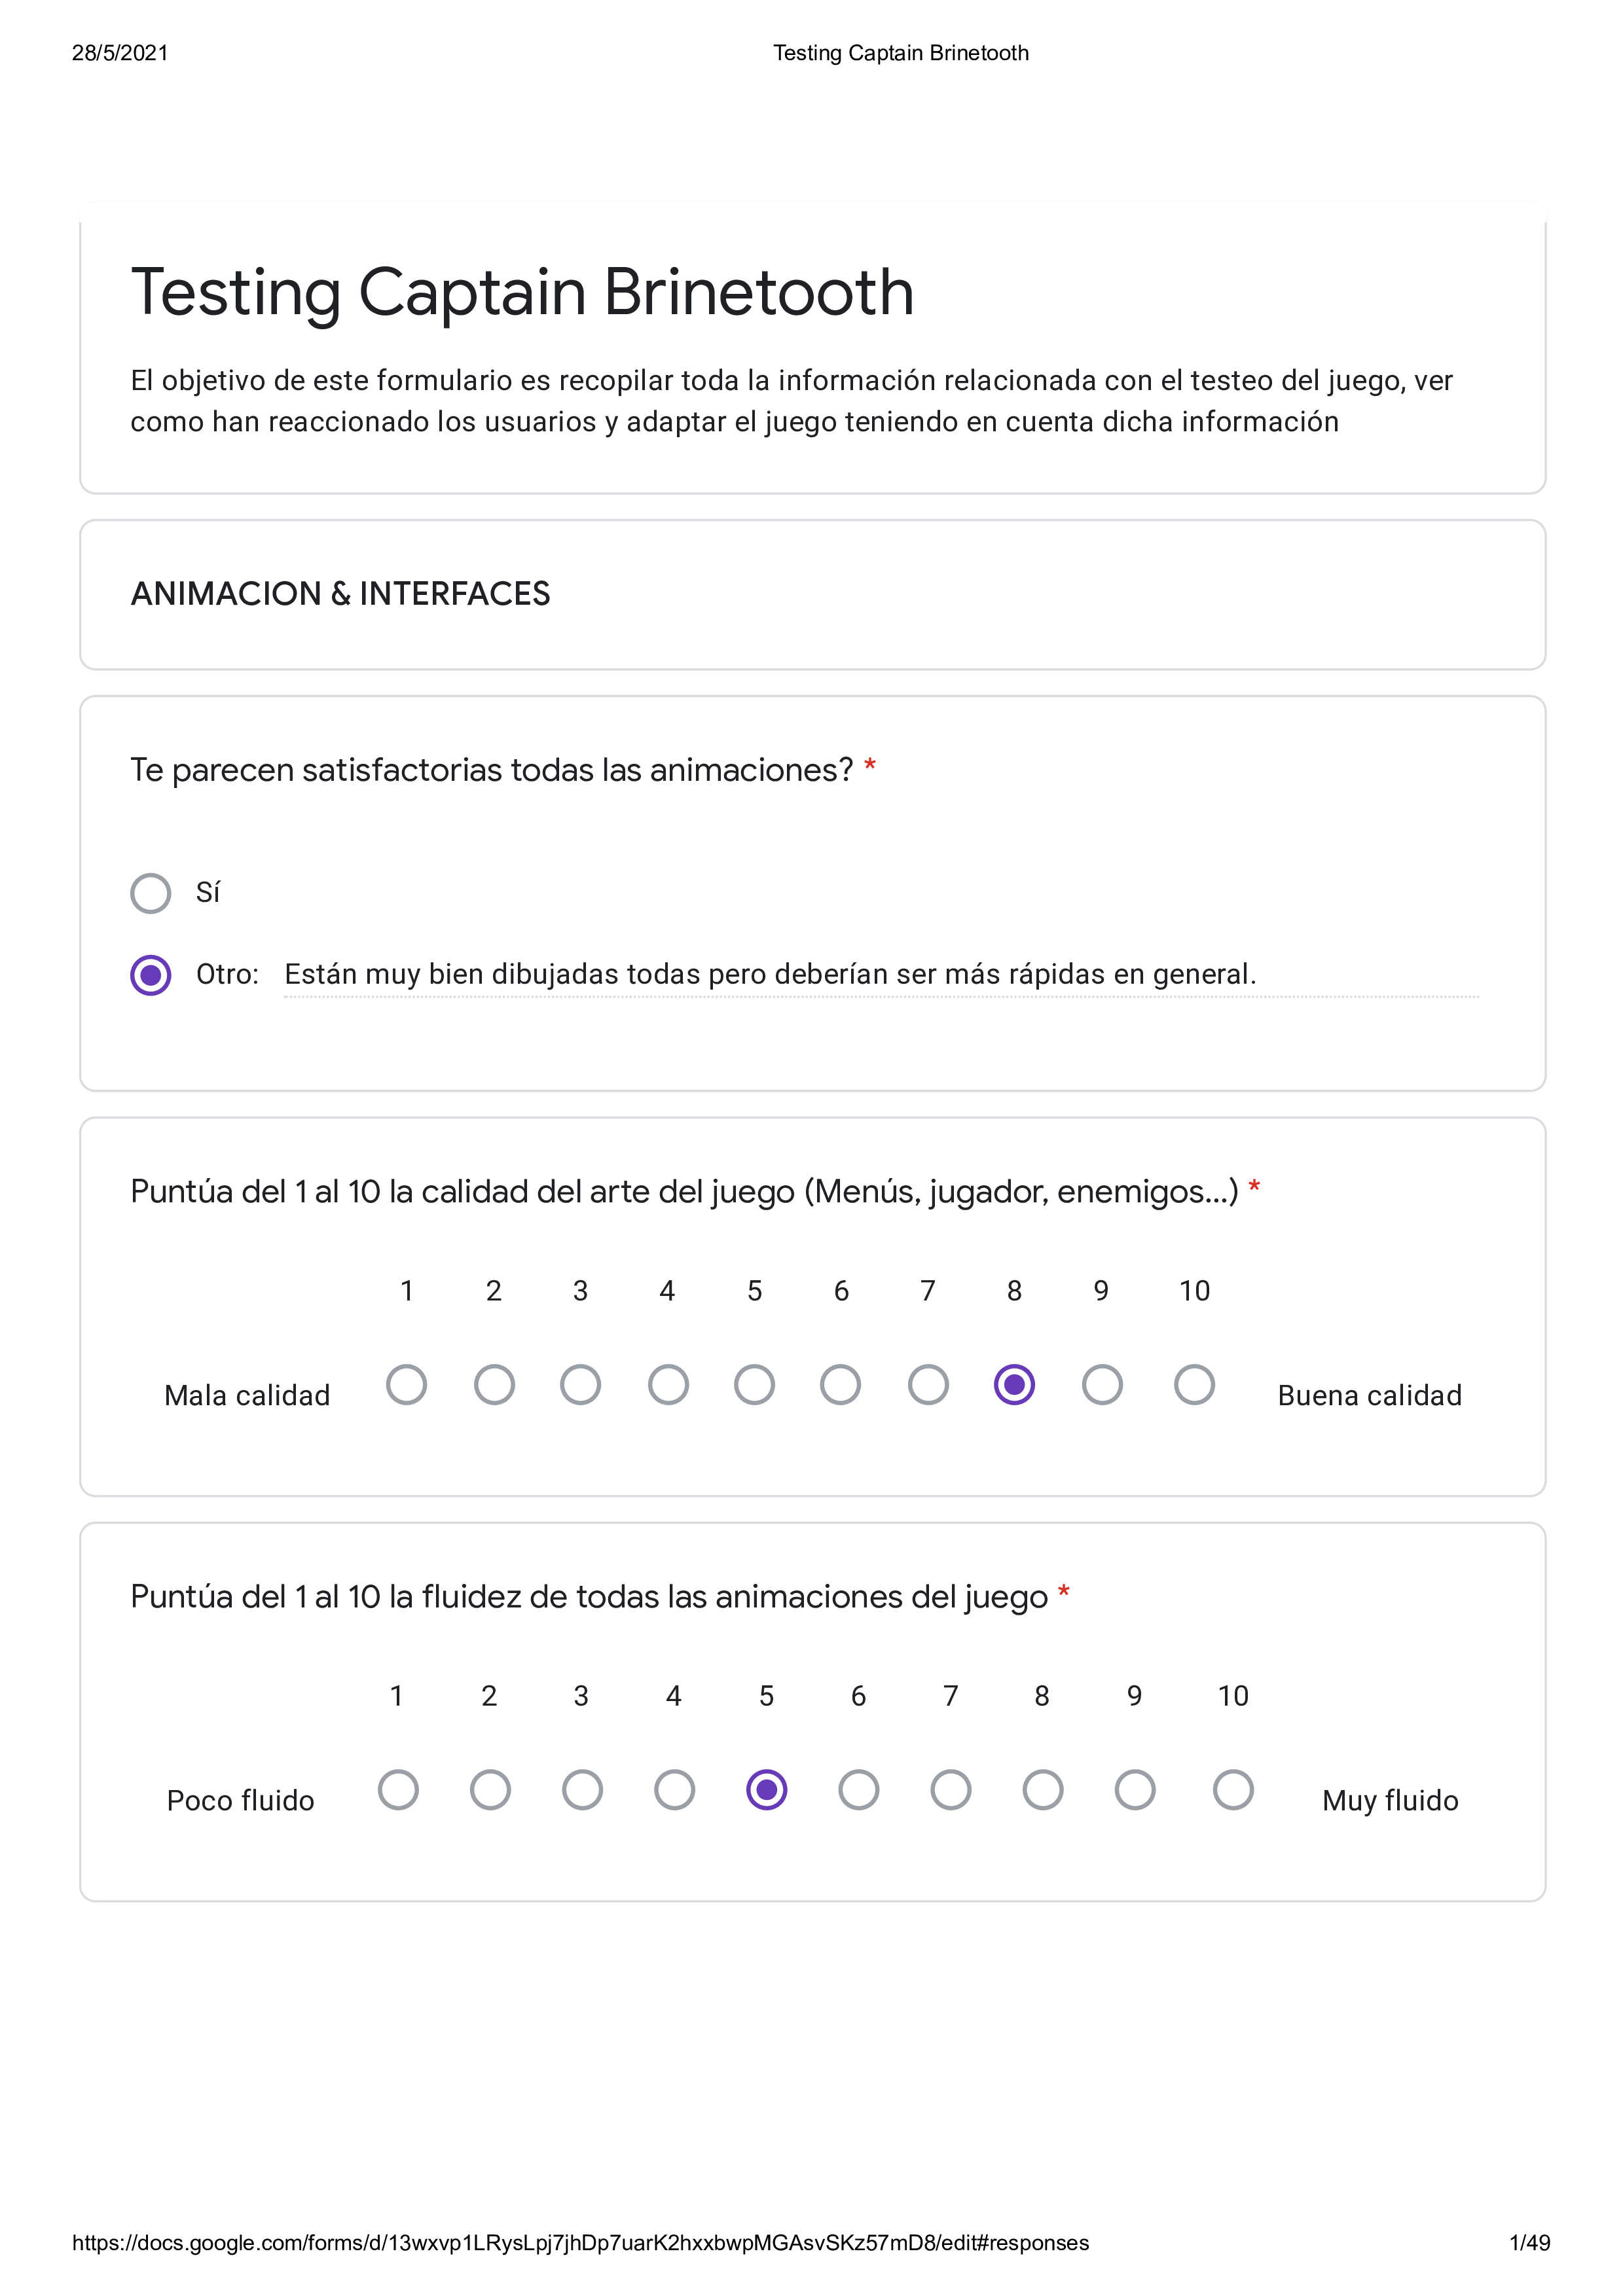 28/5/2021 Testing Captain Brinetooth
Testing Captain Brinetooth
El objetivo de este formulario es recopilar toda la información relacionada con el testeo del juego, ver
como han reaccionado los usuarios y adaptar el juego teniendo en cuenta dicha información
ANIMACION & INTERFACES
Te parecen satisfactorias todas las animaciones? *
Sí
Otro: Están muy bien dibujadas todas pero deberían ser más rápidas en general.
Puntúa del 1 al 10 la calidad del arte del juego (Menús, jugador, enemigos...) *
1 2 3 4 5 6 7 8 9 10
Mala calidad Buena calidad
Puntúa del 1 al 10 la fluidez de todas las animaciones del juego *
1 2 3 4 5 6 7 8 9 10
Poco fluido Muy fluido
https://docs.google.com/forms/d/13wxvp1LRysLpj7jhDp7uarK2hxxbwpMGAsvSKz57mD8/edit#responses 1/49